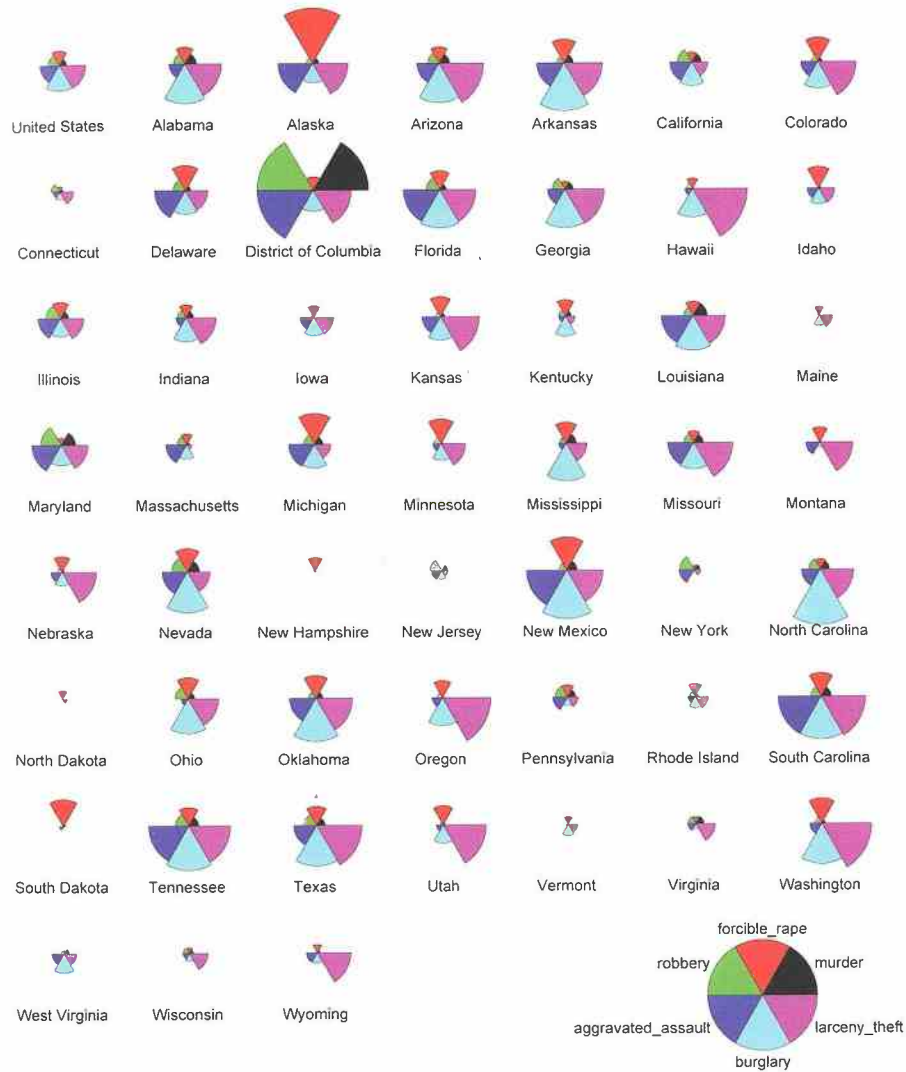 United States
Alabama
Alaska
Arizona
Arkansas
California
Colorado
Connecticut
Delaware
District of Columbia
Florida
Georgia
Hawaii
Idaho
Illinois
Indiana
Iowa
Kansas
Kentucky
Louisiana
Maine
Maryland
Massachusetts
Michigan
Minnesota
Mississippi
Missouri
Montana
Nebraska
Nevada
New Hampshire
New Jersey
New Mexico
New York
North Carolina
North Dakota
Ohio
Oklahoma
Oregon
Pennsylvania
Rhode Island
South Carolina
South Dakota
Tennessee
Texas
Utah
Vermont
Virginia
Washington
West Virginia
Wisconsin
Wyoming
forcible_rape
robbery
murder
aggravated_assault
larceny_theft
burglary